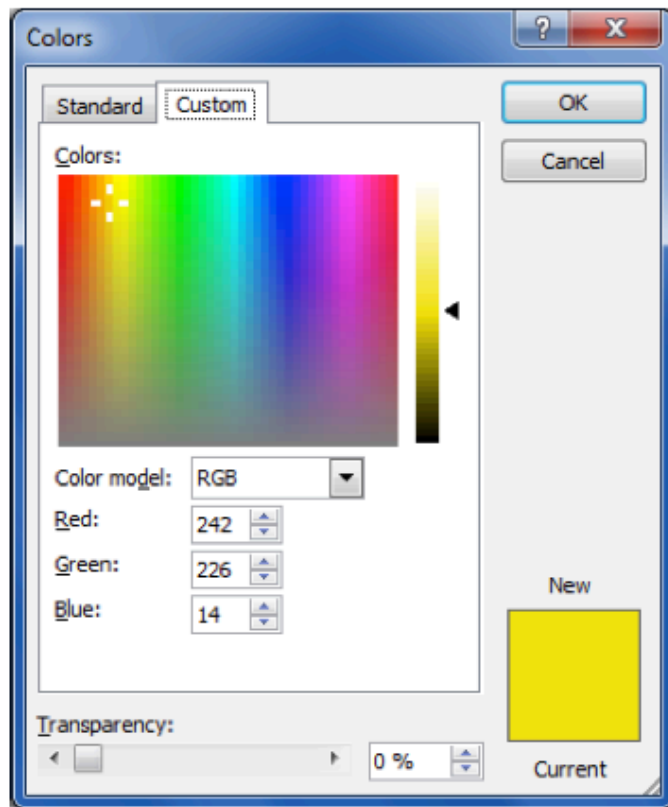 Colors
?
Standard Custom OK
Colors: Cancel
Color model: RGB
Red: 242
Green: 226
Blue: 14
New
Transparency:
0 %
Current